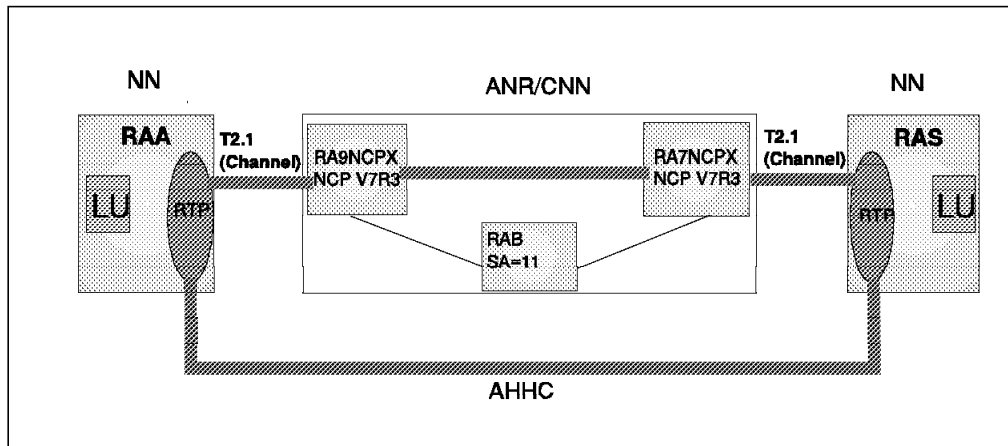 NN
ANR/CNN
NN
RAA
T2.1
(Channel)
RA9NCPX
NCP V7R3
RA7NCPX
NCP V7R3
T2.1
(Channel)
RAS
LU
RTP
RAB
SA=11
RTP
LU
AHHC